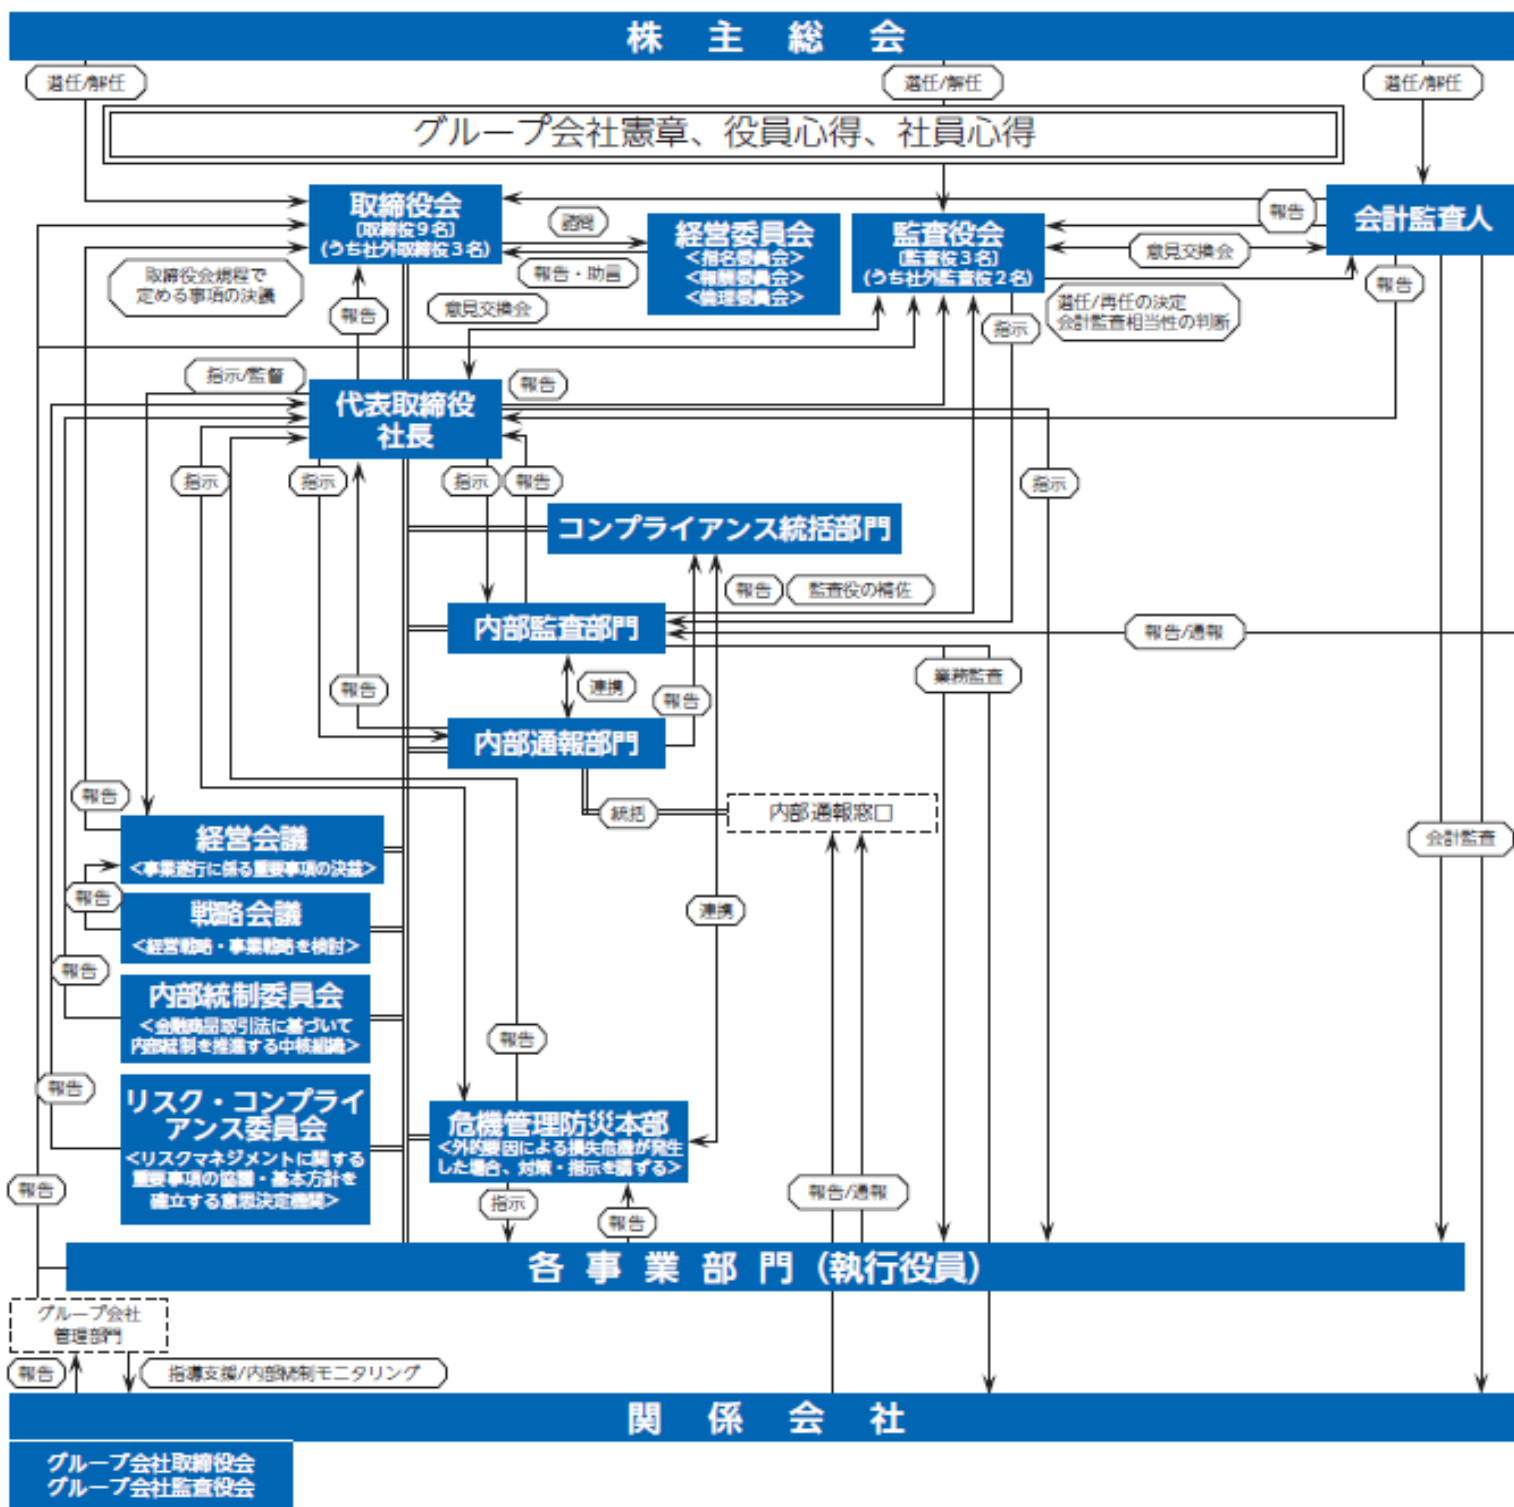 株主総会
選任/解任
選任/解任
選任/解任
グループ会社憲章、役員心得、社員心得
取締役会
［取締役９名］
（うち社外取締役３名）
諮問
報告・助言
経営委員会
＜指名委員会＞
＜報酬委員会＞
＜倫理委員会＞
監査役会
［監査役３名］
（うち社外監査役２名）
報告
意見交換会
会計監査人
取締役会規程で
定める事項の決議
報告
意見交換会
指示
選任/再任の決定
会計監査相当性の判断
報告
指示/監督
代表取締役
社長
報告
指示
指示
指示
報告
指示
コンプライアンス統括部門
報告
監査役の補佐
内部監査部門
報告/通報
報告
連携
報告
業務監査
内部通報部門
報告
統括
内部通報窓口
会計監査
経営会議
＜事業遂行に係る重要事項の決裁＞
報告
戦略会議
＜経営戦略・事業戦略を検討＞
連携
報告
内部統制委員会
＜金融商品取引法に基づいて
内部統制を推進する中核組織＞
報告
報告
リスク・コンプライ
アンス委員会
＜リスクマネジメントに関する
重要事項の協議・基本方針を
確立する意思決定機関＞
危機管理防災本部
＜外的要因による損失危機が発生
した場合、対策・指示を講ずる＞
報告
指示
報告
報告/通報
各事業部門（執行役員）
グループ会社
管理部門
報告
指導支援/内部統制モニタリング
関係会社
グループ会社取締役会
グループ会社監査役会